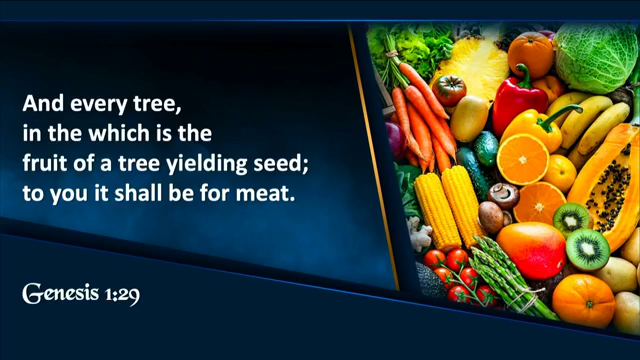 And every tree,
in the which is the
fruit of a tree yielding seed;
to you it shall be for meat.
Genesis 1:29